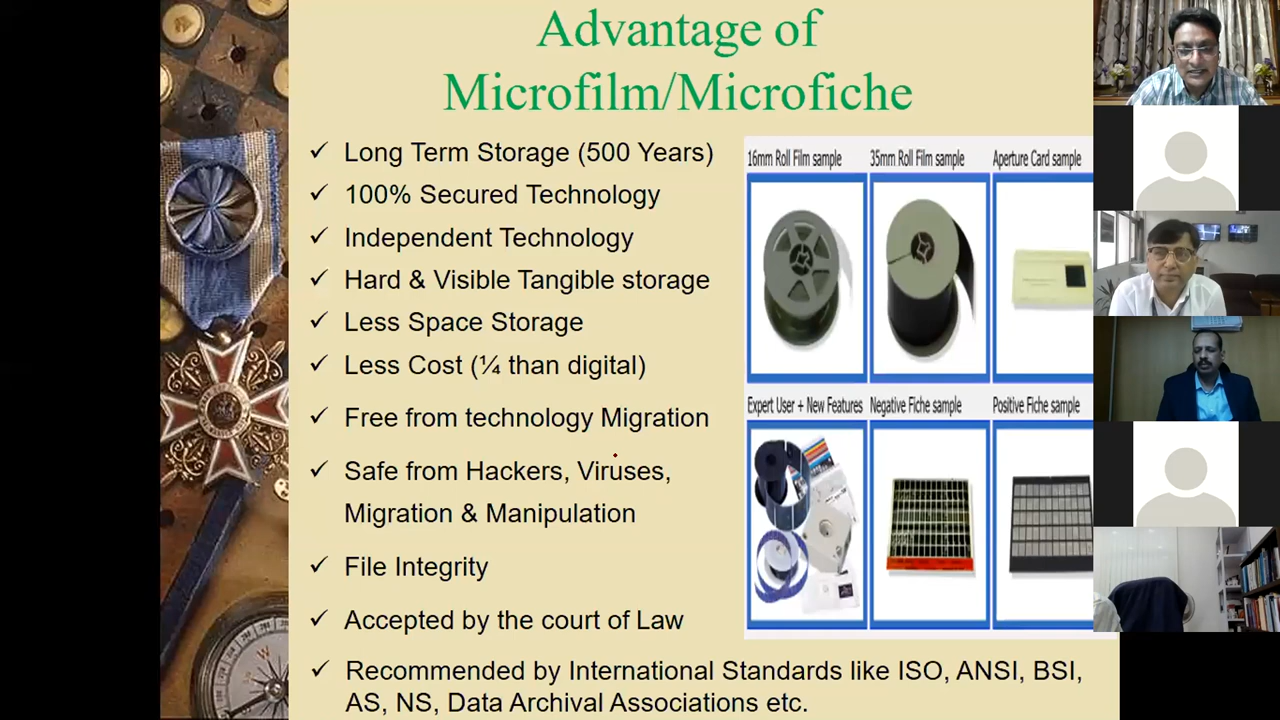 Advantage of
Microfilm/Microfiche
✓ Long Term Storage (500 Years)
✓ 100% Secured Technology
✓ Independent Technology
✓ Hard & Visible Tangible storage
✓ Less Space Storage
✓ Less Cost (¼ than digital)
✓ Free from technology Migration
✓ Safe from Hackers, Viruses,
Migration & Manipulation
✓ File Integrity
✓ Accepted by the court of Law
✓ Recommended by International Standards like ISO, ANSI, BSI,
AS, NS, Data Archival Associations etc.
16mm Roll Film sample
35mm Roll Film sample
Aperture Card sample
Expert User + New Features
Negative Fiche sample
Positive Fiche sample